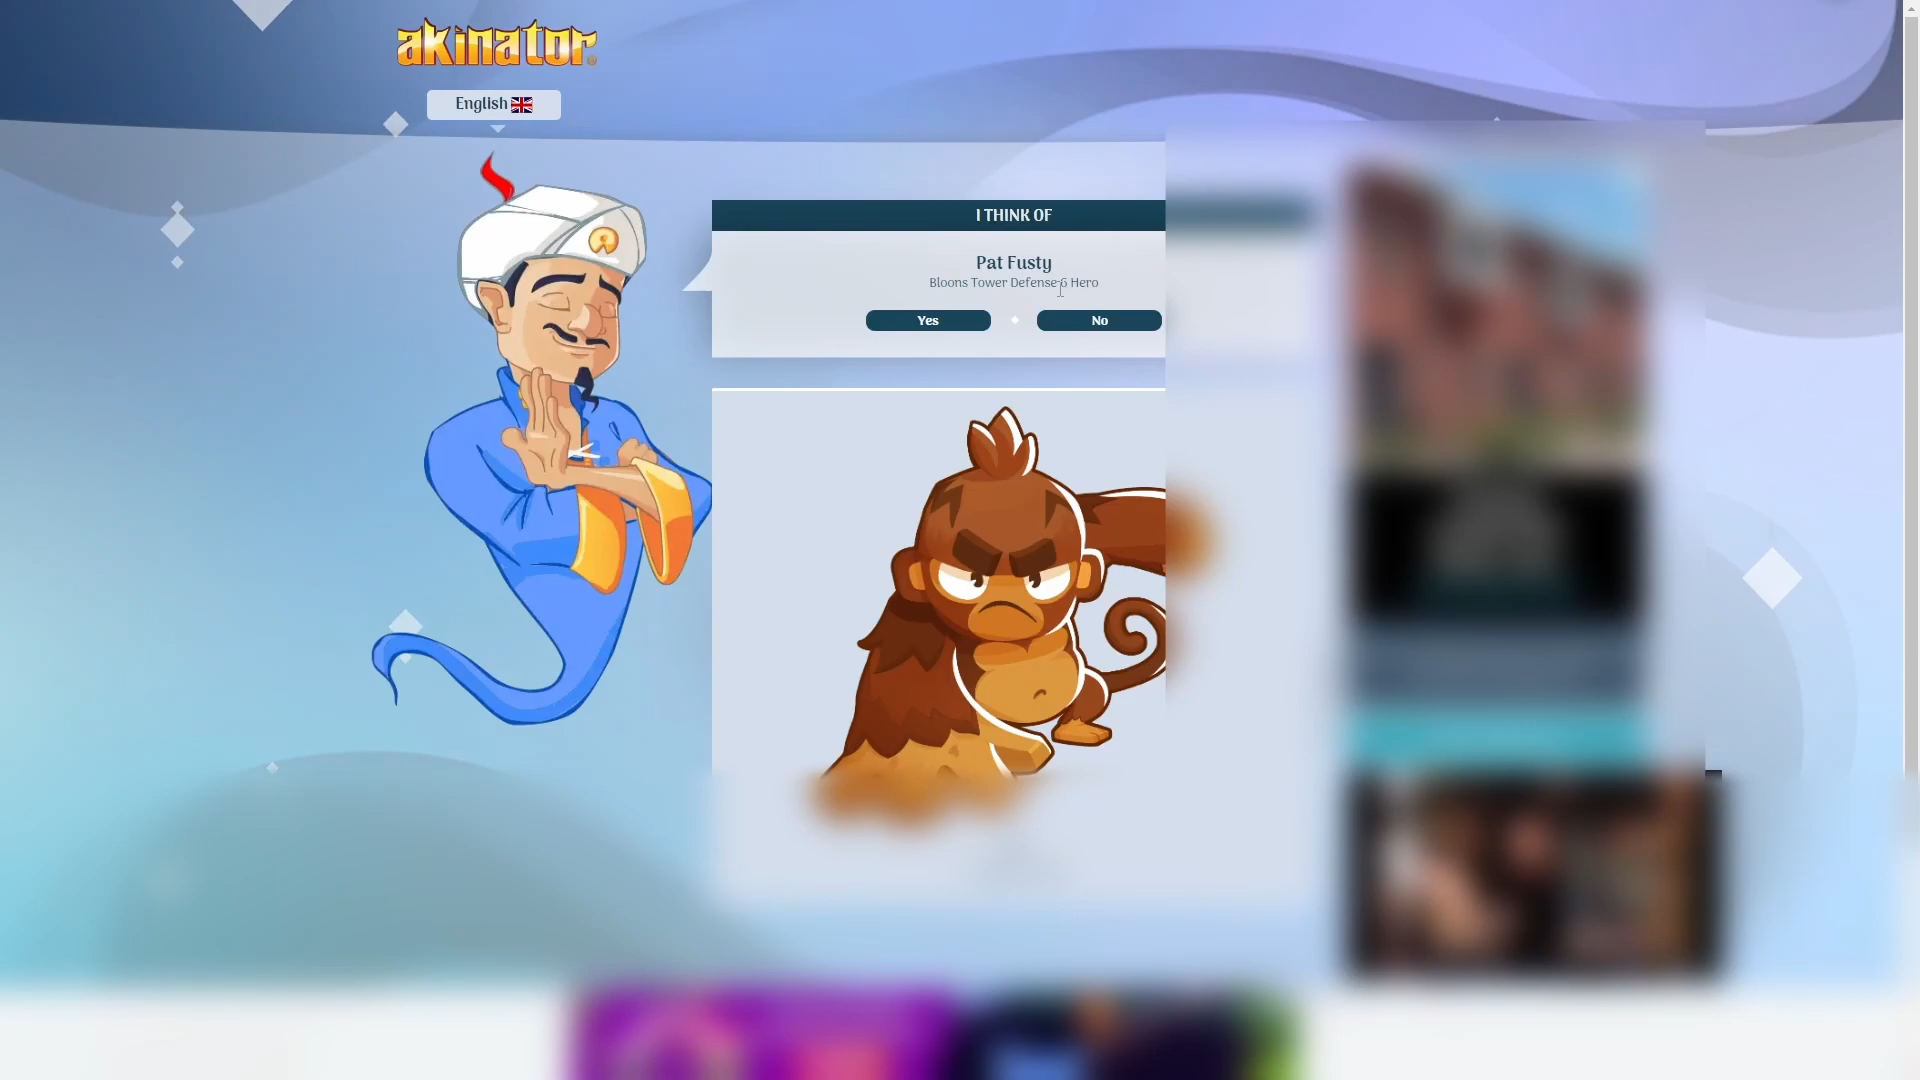 akinator
English
I THINK OF
Pat Fusty
Bloons Tower Defense 6 Hero
Yes
No